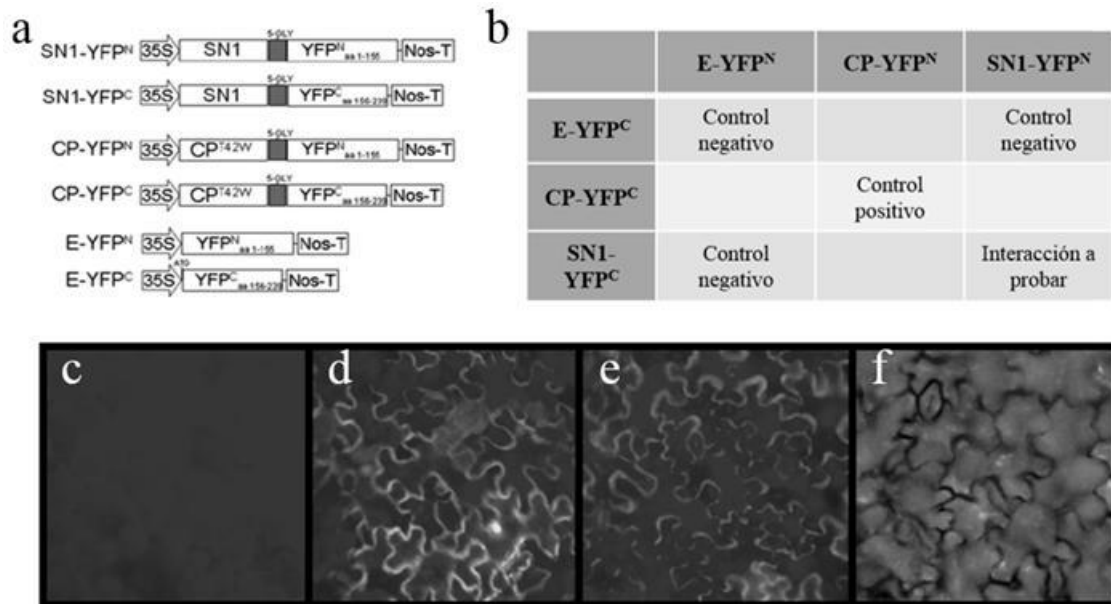 a
5-GLY
SN1-YFPᴺ 35S SN1 YFPᴺ aa 1-155 Nos-T
SN1-YFPᶜ 35S SN1 YFPᶜ aa 156-239 Nos-T
5-GLY
CP-YFPᴺ 35S CPᵀ⁴²ᵂ YFPᴺ aa 1-155 Nos-T
5-GLY
CP-YFPᶜ 35S CPᵀ⁴²ᵂ YFPᶜ aa 156-239 Nos-T
E-YFPᴺ 35S YFPᴺ aa 1-155 Nos-T
ATG
E-YFPᶜ 35S YFPᶜ aa 156-239 Nos-T
b
E-YFPᴺ CP-YFPᴺ SN1-YFPᴺ
E-YFPᶜ Control negativo Control negativo
CP-YFPᶜ Control positivo
SN1-YFPᶜ Control negativo Interacción a probar
c d e f